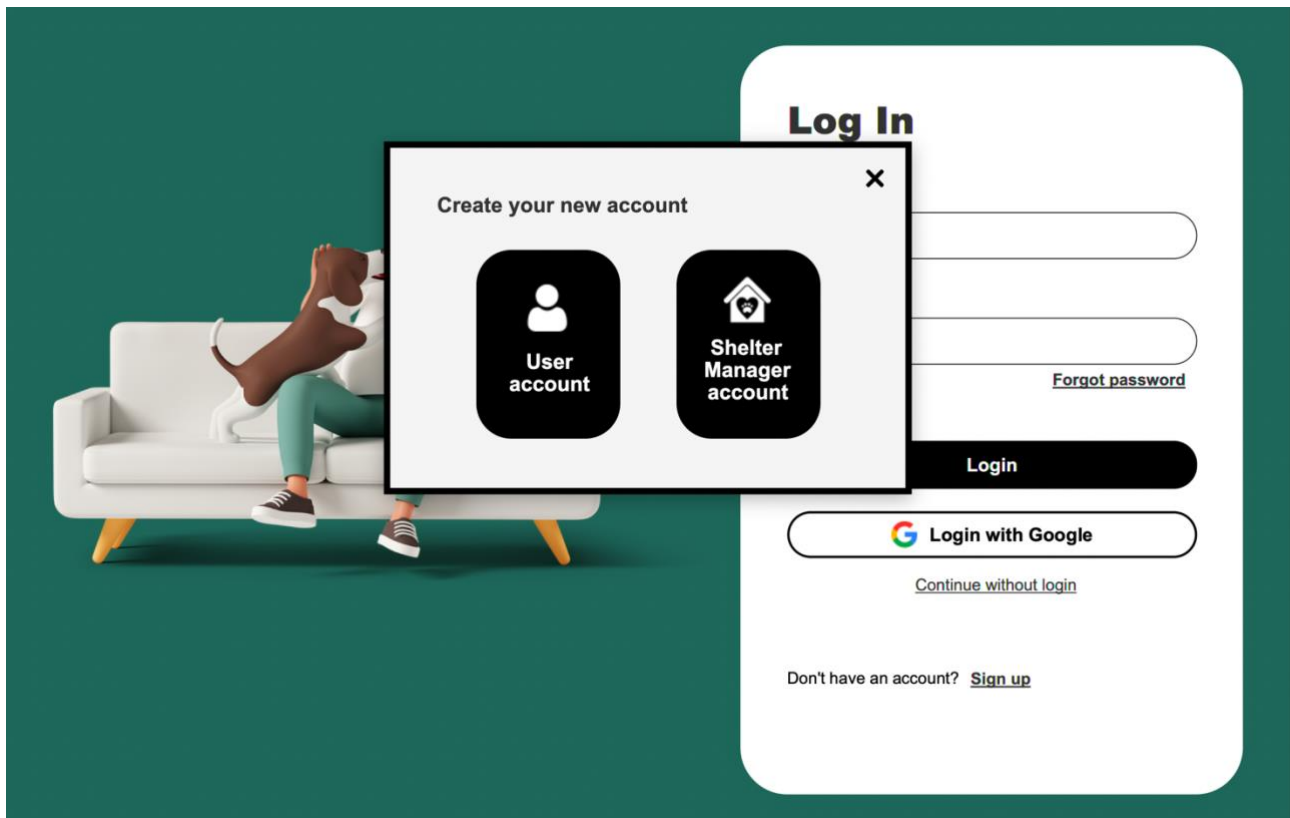 Log In
Create your new account
User
account
Shelter
Manager
account
Forgot password
Login
Login with Google
Continue without login
Don't have an account? Sign up